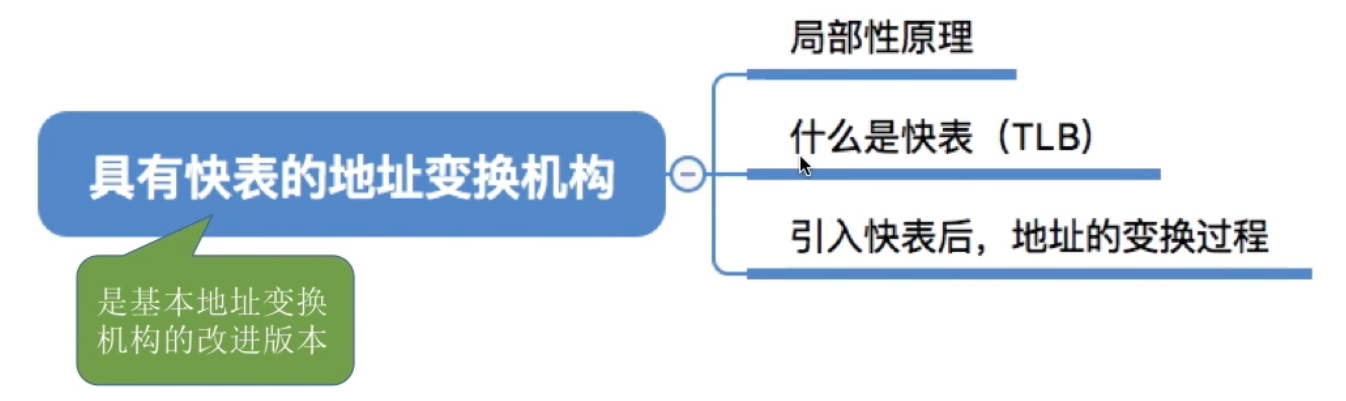 具有快表的地址变换机构
是基本地址变换
机构的改进版本
局部性原理
什么是快表（TLB）
引入快表后，地址的变换过程